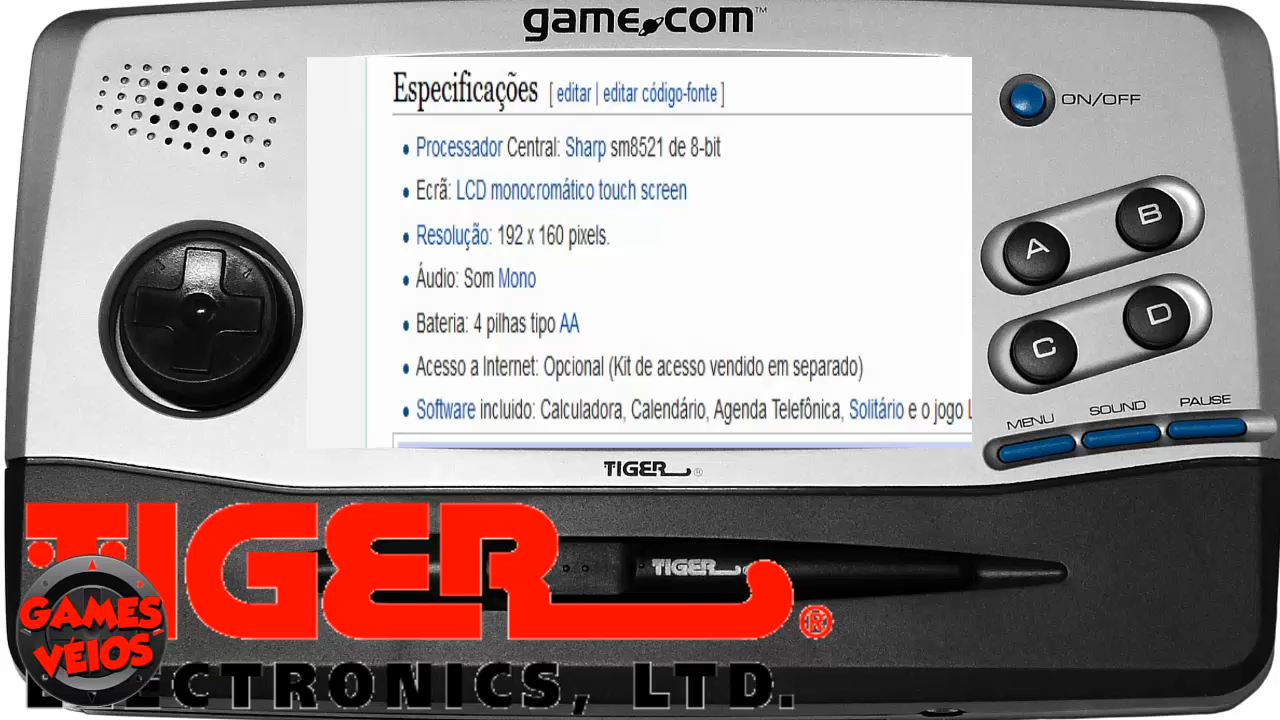 game.com™
Especificações [ editar | editar código-fonte ]
ON/OFF
• Processador Central: Sharp sm8521 de 8-bit
• Ecrã: LCD monocromático touch screen
• Resolução: 192 x 160 pixels.
• Áudio: Som Mono
• Bateria: 4 pilhas tipo AA
• Acesso a Internet: Opcional (Kit de acesso vendido em separado)
• Software incluido: Calculadora, Calendário, Agenda Telefônica, Solitário e o jogo
A B
C D
MENU SOUND PAUSE
TIGER ®
TIGER ®
TIGER
ELECTRONICS, LTD.
GAMES
VÉIOS